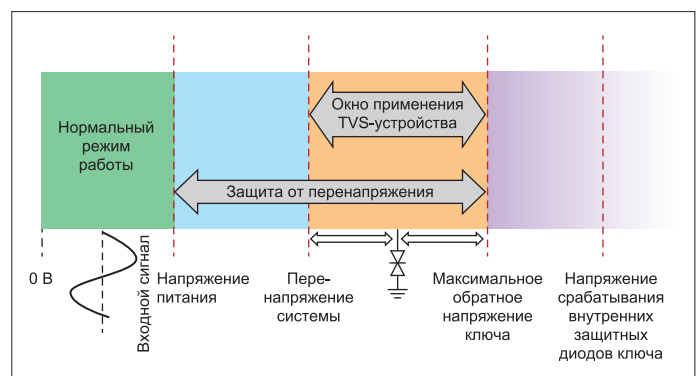 Нормальный
режим
работы
Окно применения
TVS-устройства
Защита от перенапряжения
0 В
Входной сигнал
Напряжение
питания
Пере-
напряжение
системы
Максимальное
обратное
напряжение
ключа
Напряжение
срабатывания
внутренних
защитных
диодов ключа